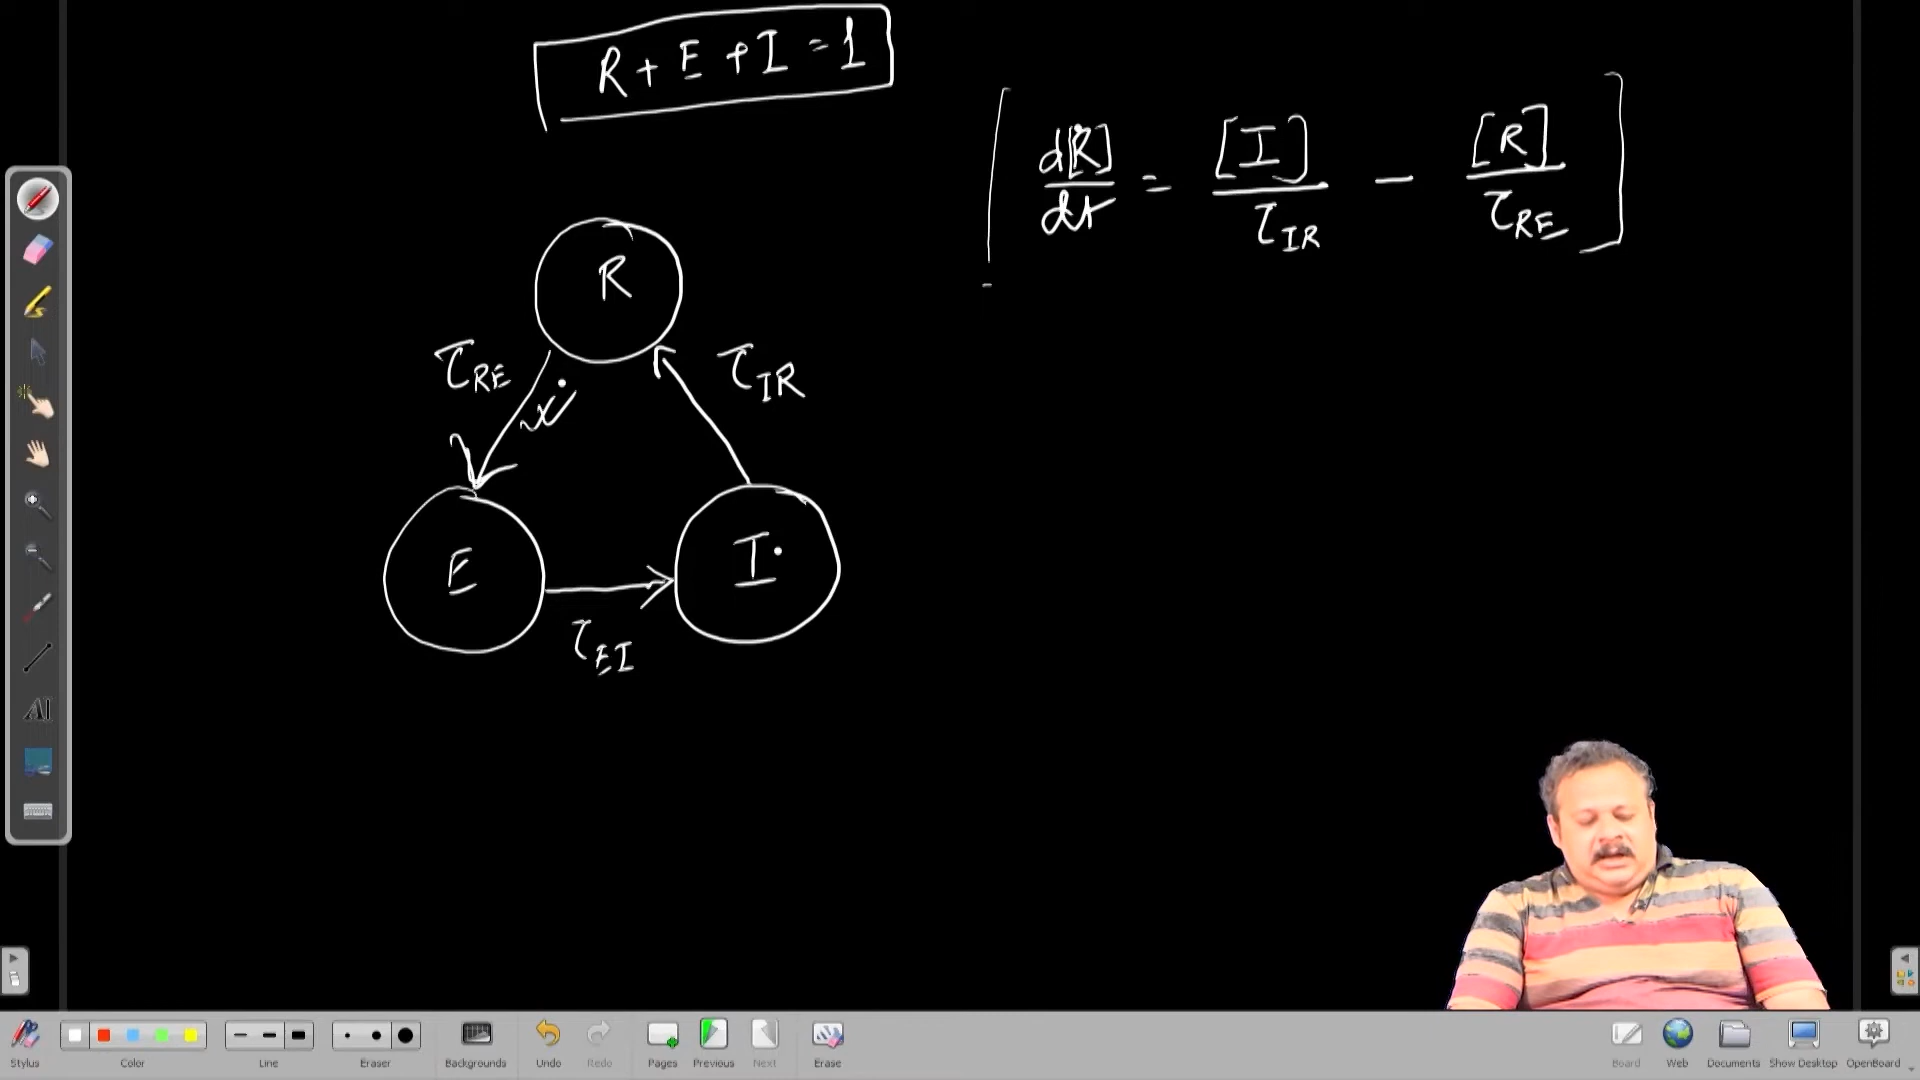 R + E + I = 1
d[R]/dt = [I]/τIR − [R]/τRE
R
τRE
τIR
x
E
I
τEI
AI
Stylus
Color
Line
Eraser
Backgrounds
Undo
Redo
Pages
Previous
Next
Erase
Board
Web
Documents
Show Desktop
OpenBoard